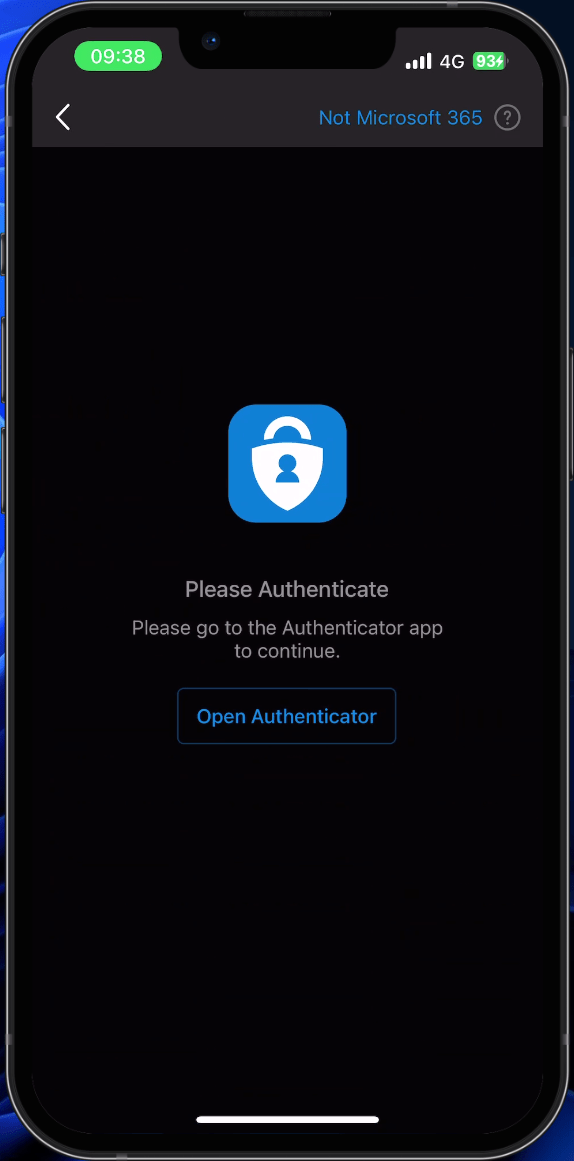 09:38
4G 93
Not Microsoft 365 ?
Please Authenticate
Please go to the Authenticator app
to continue.
Open Authenticator